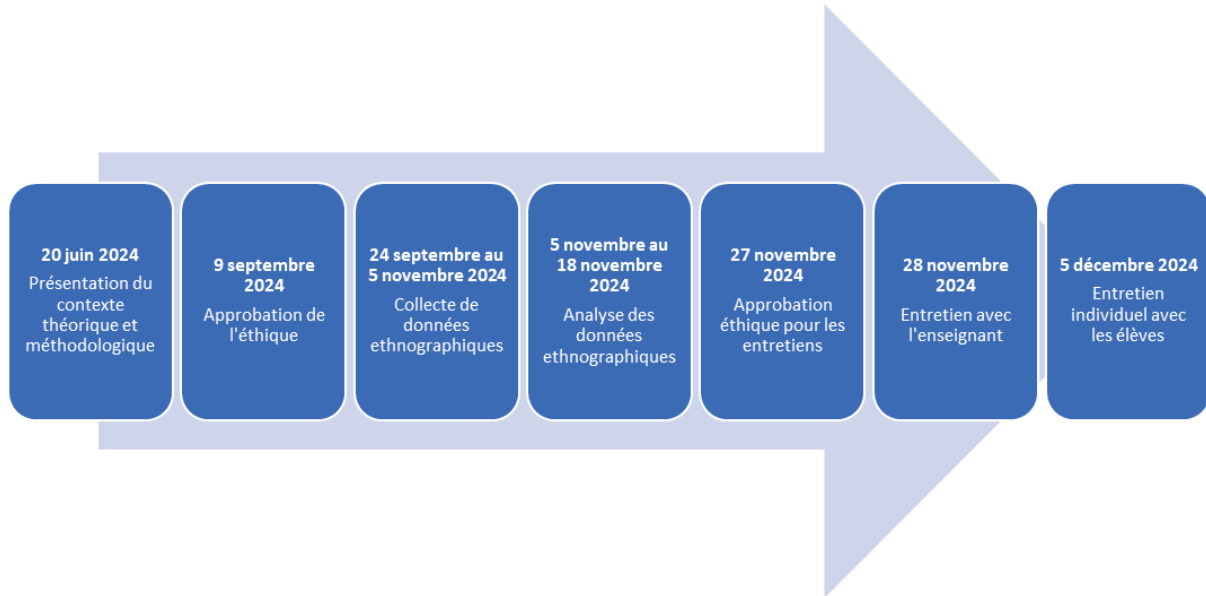 20 juin 2024
Présentation du
contexte
théorique et
méthodologique
9 septembre
2024
Approbation de
l'éthique
24 septembre au
5 novembre 2024
Collecte de
données
ethnographiques
5 novembre au
18 novembre
2024
Analyse des
données
ethnographiques
27 novembre
2024
Approbation
éthique pour les
entretiens
28 novembre
2024
Entretien avec
l'enseignant
5 décembre 2024
Entretien
individuel avec
les élèves